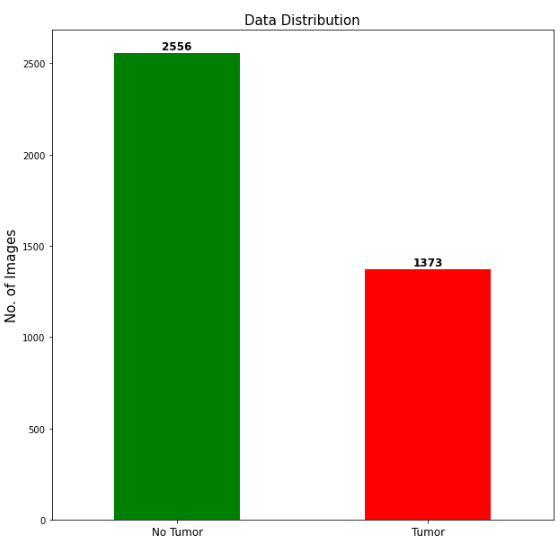 Data Distribution
2556
1373
No. of Images
2500
2000
1500
1000
500
0
No Tumor
Tumor